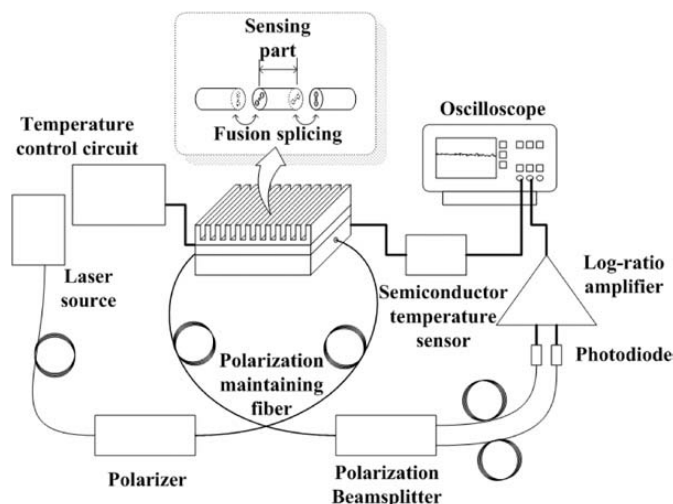 Sensing
part
Fusion splicing
Oscilloscope
Temperature
control circuit
Laser
source
Semiconductor
temperature
sensor
Log-ratio
amplifier
Photodiode
Polarization
maintaining
fiber
Polarizer
Polarization
Beamsplitter